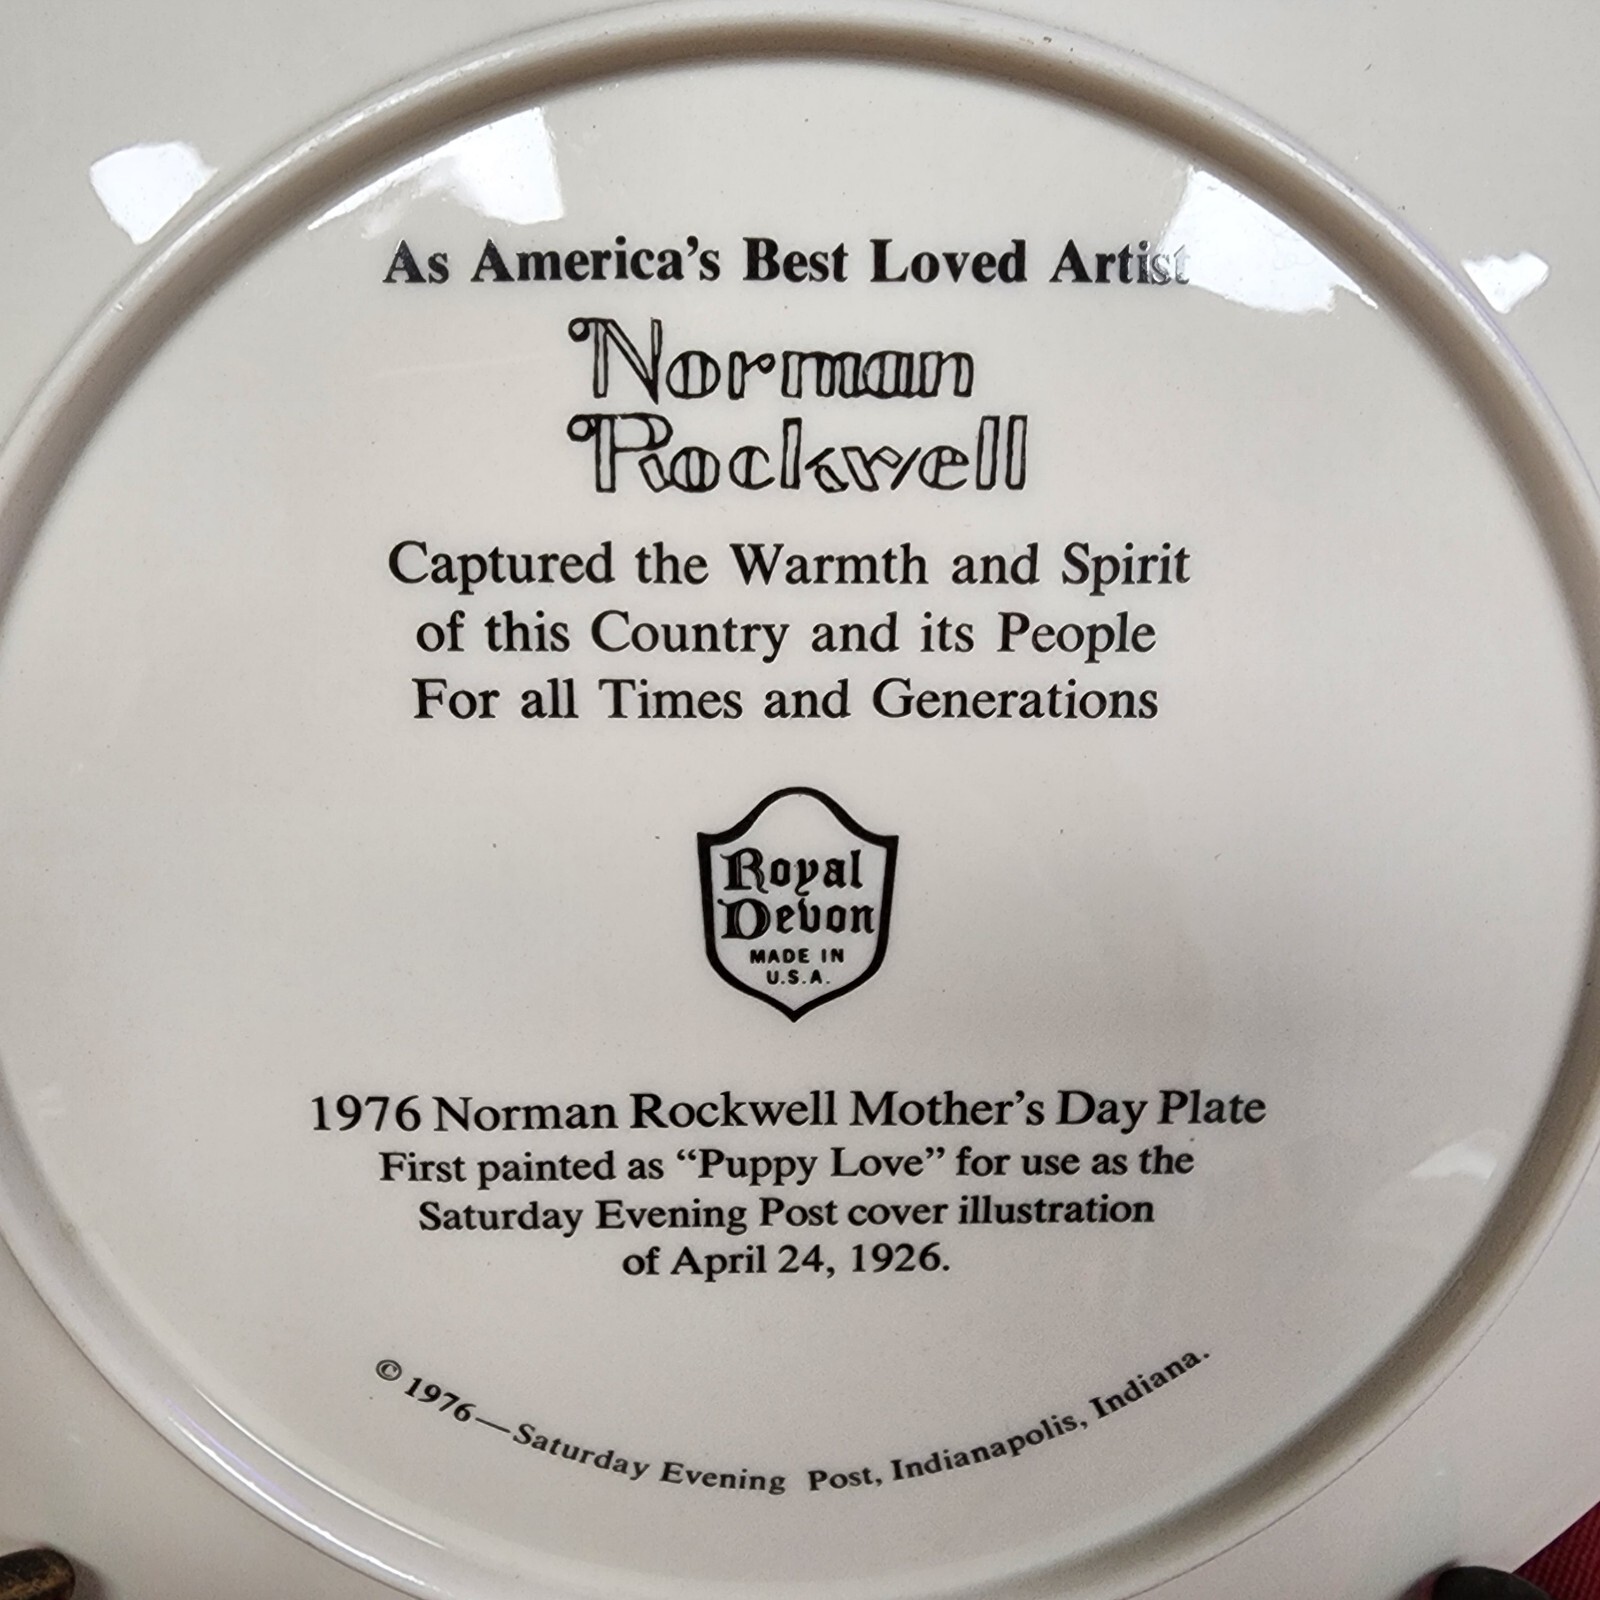 As America's Best Loved Artist
Norman
Rockwell
Captured the Warmth and Spirit
of this Country and its People
For all Times and Generations
Royal
Devon
MADE IN
U.S.A.
1976 Norman Rockwell Mother's Day Plate
First painted as “Puppy Love” for use as the
Saturday Evening Post cover illustration
of April 24, 1926.
© 1976—Saturday Evening Post, Indianapolis, Indiana.